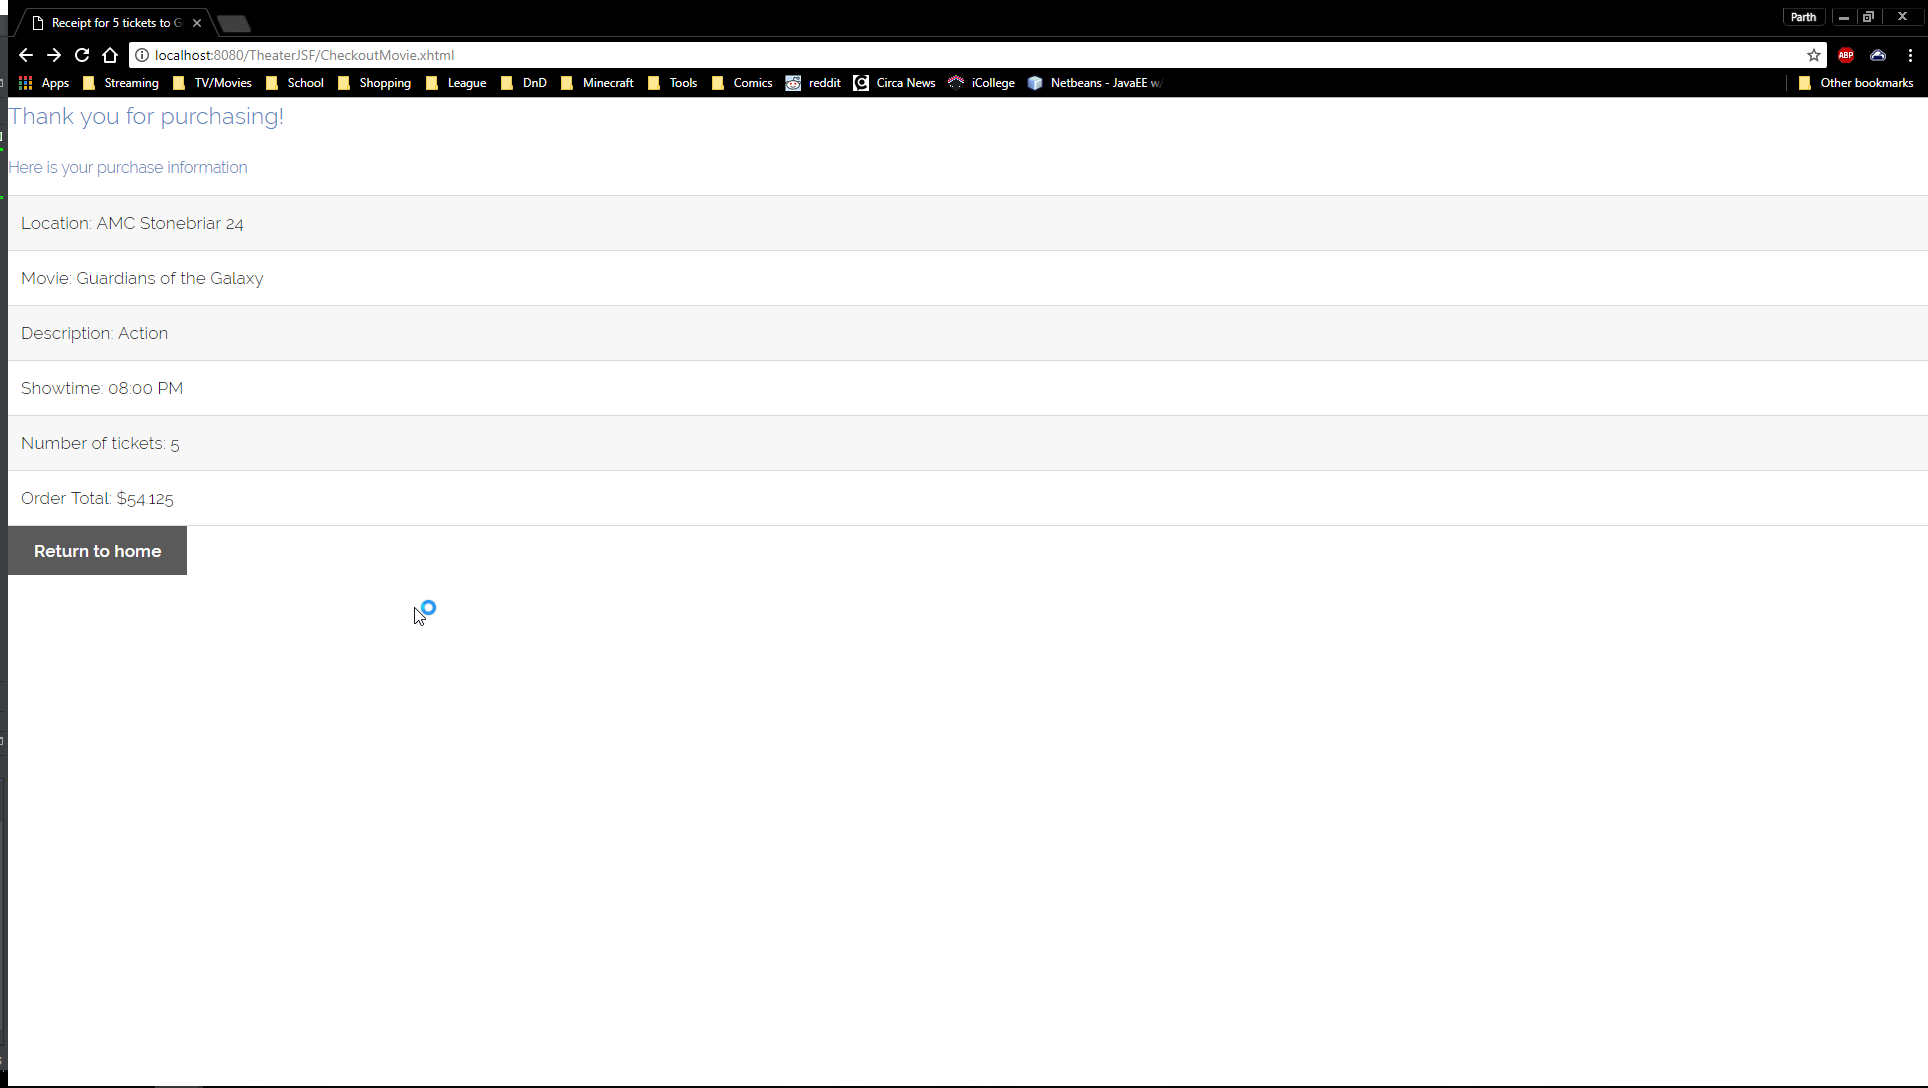 Receipt for 5 tickets to G
Parth
localhost:8080/TheaterJSF/CheckoutMovie.xhtml
ABP
Apps Streaming TV/Movies School Shopping League DnD Minecraft Tools Comics reddit Circa News iCollege Netbeans - JavaEE w/ Other bookmarks
Thank you for purchasing!
Here is your purchase information
Location: AMC Stonebriar 24
Movie: Guardians of the Galaxy
Description: Action
Showtime: 08:00 PM
Number of tickets: 5
Order Total: $54.125
Return to home